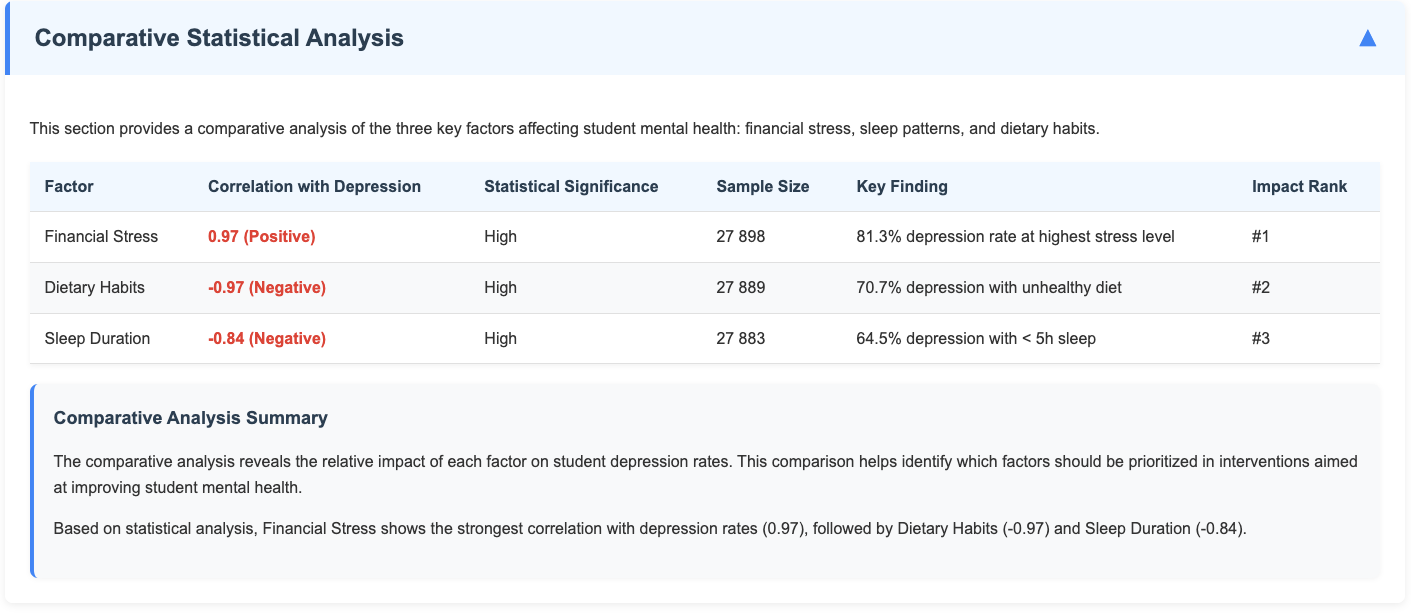 Comparative Statistical Analysis
This section provides a comparative analysis of the three key factors affecting student mental health: financial stress, sleep patterns, and dietary habits.
Factor Correlation with Depression Statistical Significance Sample Size Key Finding Impact Rank
Financial Stress 0.97 (Positive) High 27 898 81.3% depression rate at highest stress level #1
Dietary Habits -0.97 (Negative) High 27 889 70.7% depression with unhealthy diet #2
Sleep Duration -0.84 (Negative) High 27 883 64.5% depression with < 5h sleep #3
Comparative Analysis Summary
The comparative analysis reveals the relative impact of each factor on student depression rates. This comparison helps identify which factors should be prioritized in interventions aimed
at improving student mental health.
Based on statistical analysis, Financial Stress shows the strongest correlation with depression rates (0.97), followed by Dietary Habits (-0.97) and Sleep Duration (-0.84).